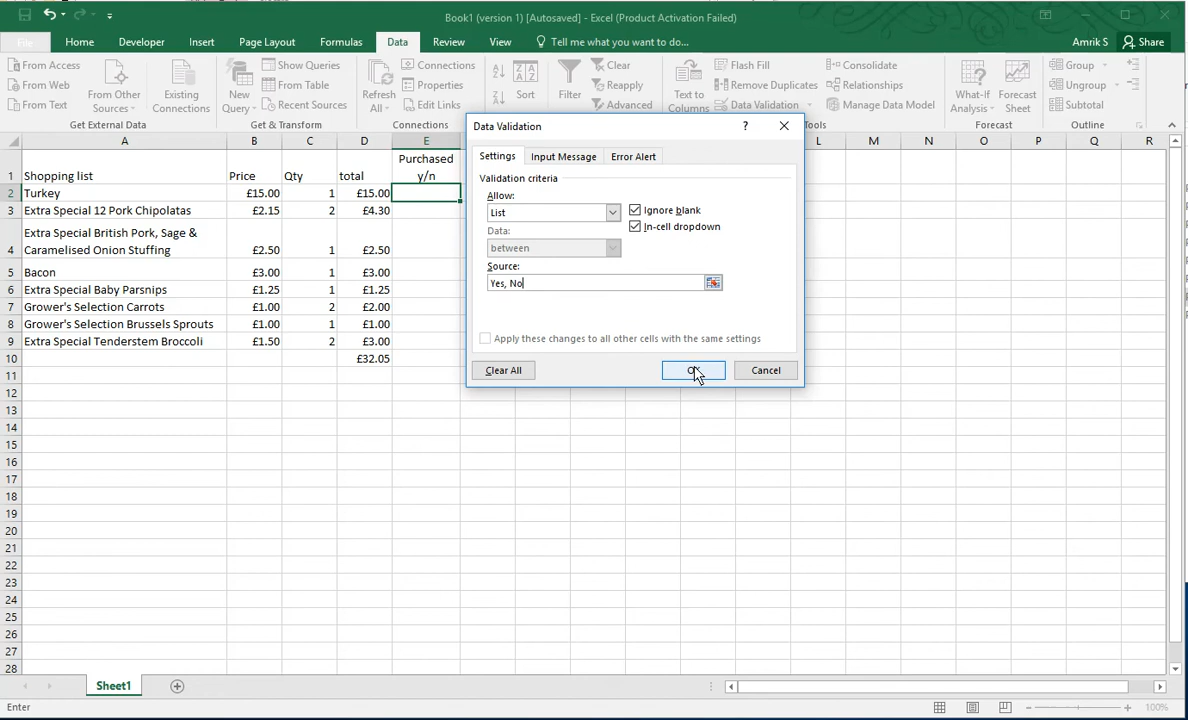 Book1 (version 1) [Autosaved] - Excel (Product Activation Failed)
File Home Developer Insert Page Layout Formulas Data Review View Tell me what you want to do... Amrik S Share
From Access
From Web
From Text
From Other Sources
Existing Connections
Get External Data
New Query
Show Queries
From Table
Recent Sources
Get & Transform
Refresh All
Connections
Properties
Edit Links
Connections
Sort
Filter
Clear
Reapply
Advanced
Text to Columns
Flash Fill
Remove Duplicates
Data Validation
Consolidate
Relationships
Manage Data Model
Tools
What-If Analysis
Forecast Sheet
Forecast
Group
Ungroup
Subtotal
Outline
A B C D E L M N O P Q R
Purchased
1 Shopping list Price Qty total y/n
2 Turkey £15.00 1 £15.00
3 Extra Special 12 Pork Chipolatas £2.15 2 £4.30
Extra Special British Pork, Sage &
4 Caramelised Onion Stuffing £2.50 1 £2.50
5 Bacon £3.00 1 £3.00
6 Extra Special Baby Parsnips £1.25 1 £1.25
7 Grower's Selection Carrots £1.00 2 £2.00
8 Grower's Selection Brussels Sprouts £1.00 1 £1.00
9 Extra Special Tenderstem Broccoli £1.50 2 £3.00
10 £32.05
11
12
13
14
15
16
17
18
19
20
21
22
23
24
25
26
27
28
Data Validation ?
Settings Input Message Error Alert
Validation criteria
Allow:
List Ignore blank
In-cell dropdown
Data:
between
Source:
Yes, No
Apply these changes to all other cells with the same settings
Clear All OK Cancel
Sheet1
Enter 100%